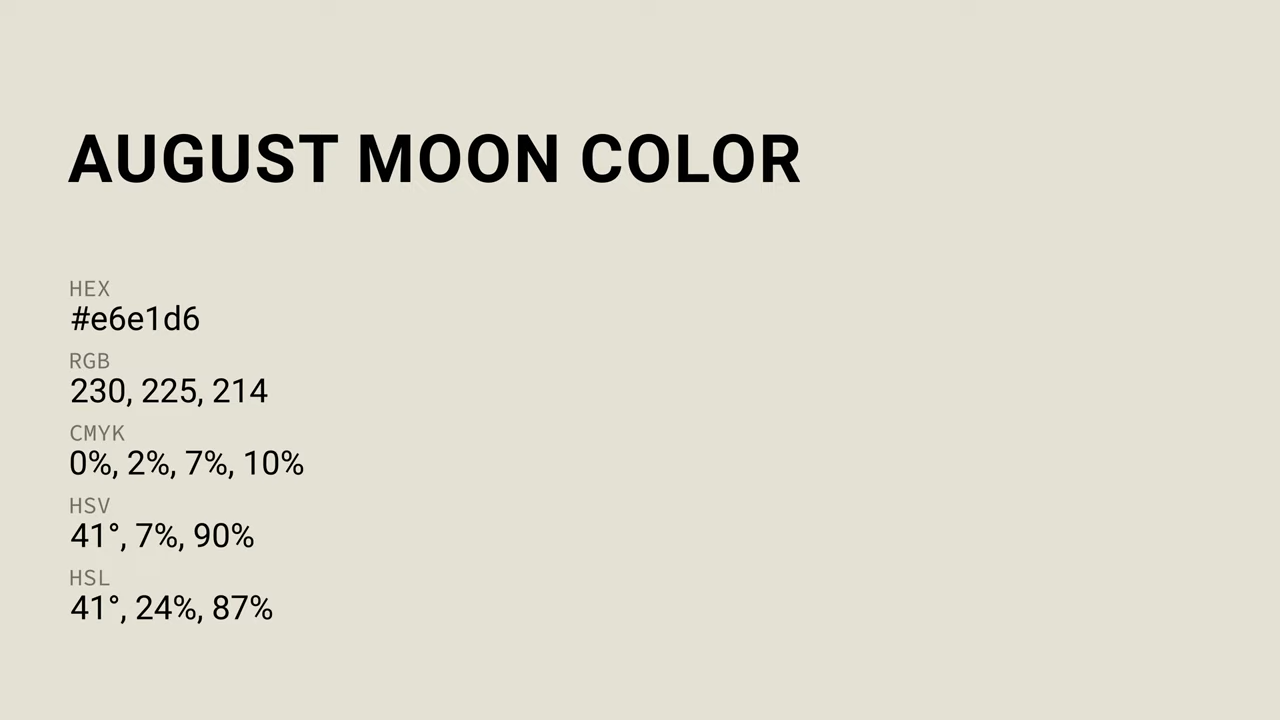 AUGUST MOON COLOR
HEX
#e6e1d6
RGB
230, 225, 214
CMYK
0%, 2%, 7%, 10%
HSV
41°, 7%, 90%
HSL
41°, 24%, 87%